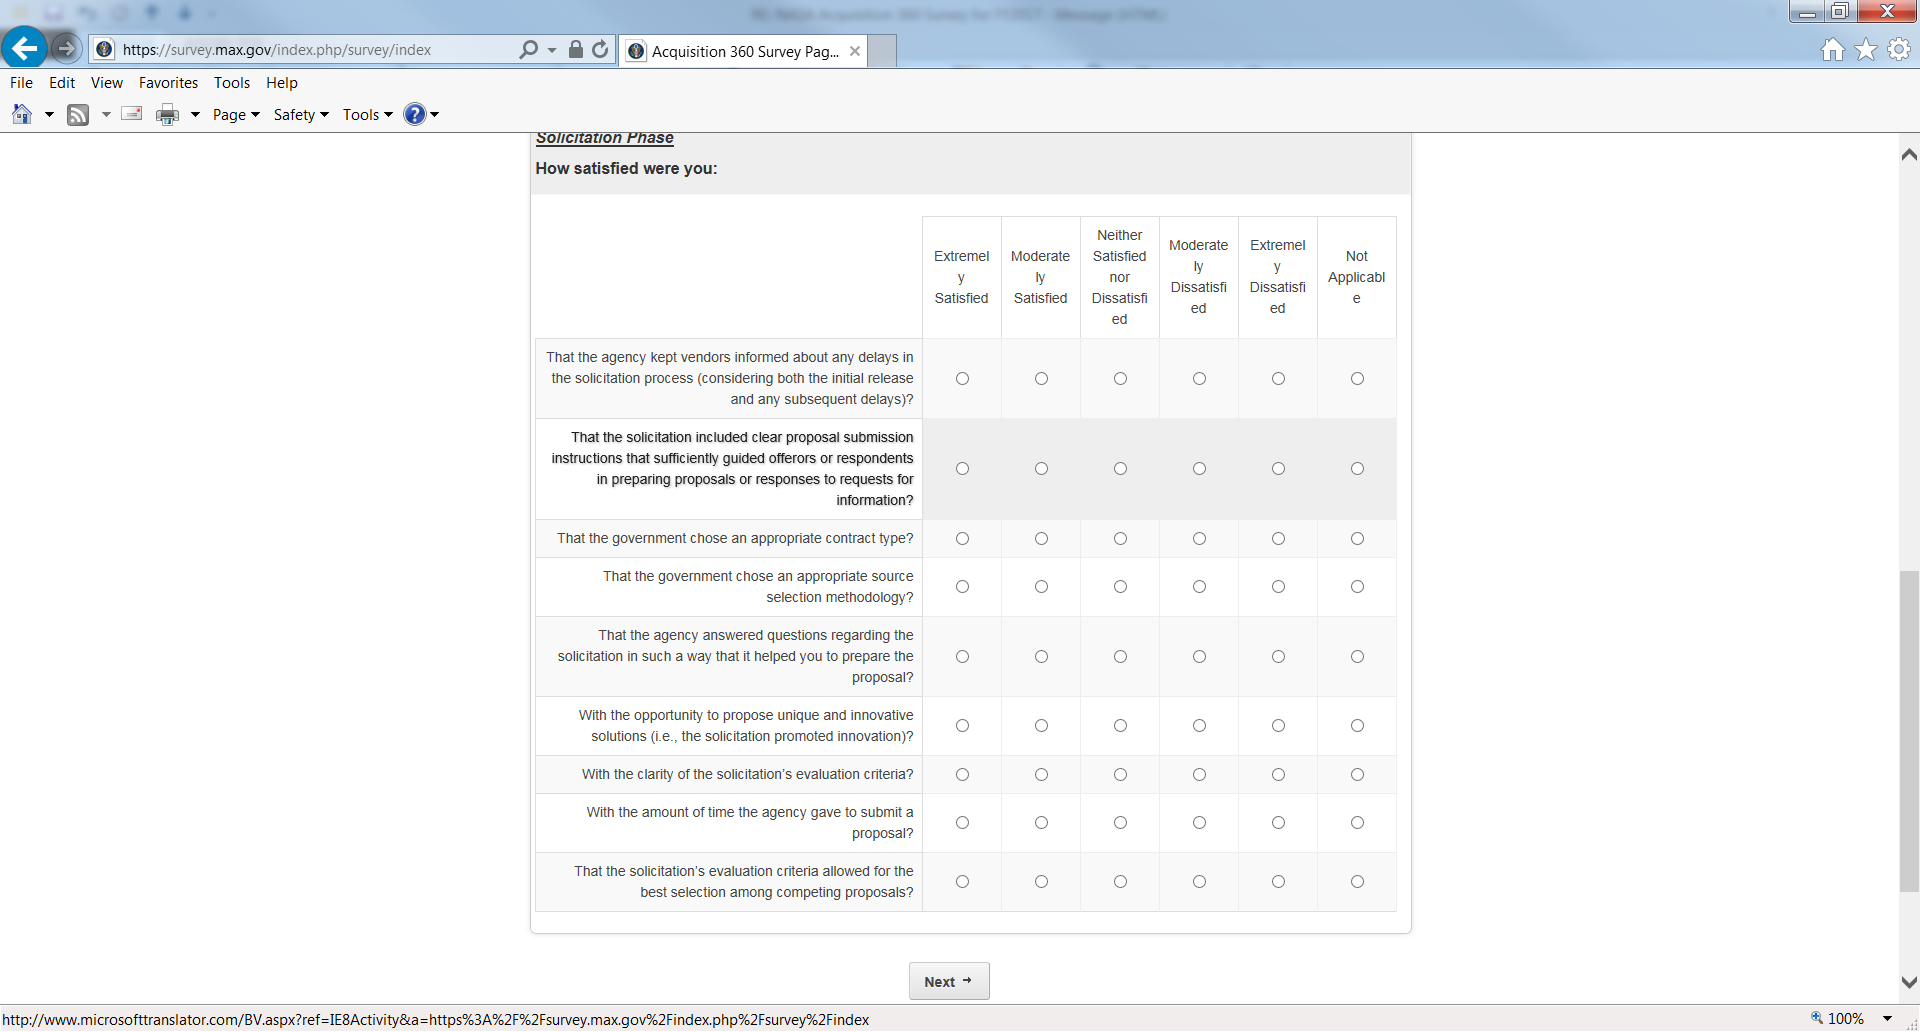 RE: NASA Acquisition 360 Survey for FY2017 - Message (HTML)
https://survey.max.gov/index.php/survey/index
Acquisition 360 Survey Pag...
File Edit View Favorites Tools Help
Page Safety Tools
Solicitation Phase
How satisfied were you:
Extremel
y
Satisfied
Moderate
ly
Satisfied
Neither
Satisfied
nor
Dissatisfi
ed
Moderate
ly
Dissatisfi
ed
Extremel
y
Dissatisfi
ed
Not
Applicabl
e
That the agency kept vendors informed about any delays in
the solicitation process (considering both the initial release
and any subsequent delays)?
That the solicitation included clear proposal submission
instructions that sufficiently guided offerors or respondents
in preparing proposals or responses to requests for
information?
That the government chose an appropriate contract type?
That the government chose an appropriate source
selection methodology?
That the agency answered questions regarding the
solicitation in such a way that it helped you to prepare the
proposal?
With the opportunity to propose unique and innovative
solutions (i.e., the solicitation promoted innovation)?
With the clarity of the solicitation’s evaluation criteria?
With the amount of time the agency gave to submit a
proposal?
That the solicitation’s evaluation criteria allowed for the
best selection among competing proposals?
Next →
http://www.microsofttranslator.com/BV.aspx?ref=IE8Activity&a=https%3A%2F%2Fsurvey.max.gov%2Findex.php%2Fsurvey%2Findex
100%